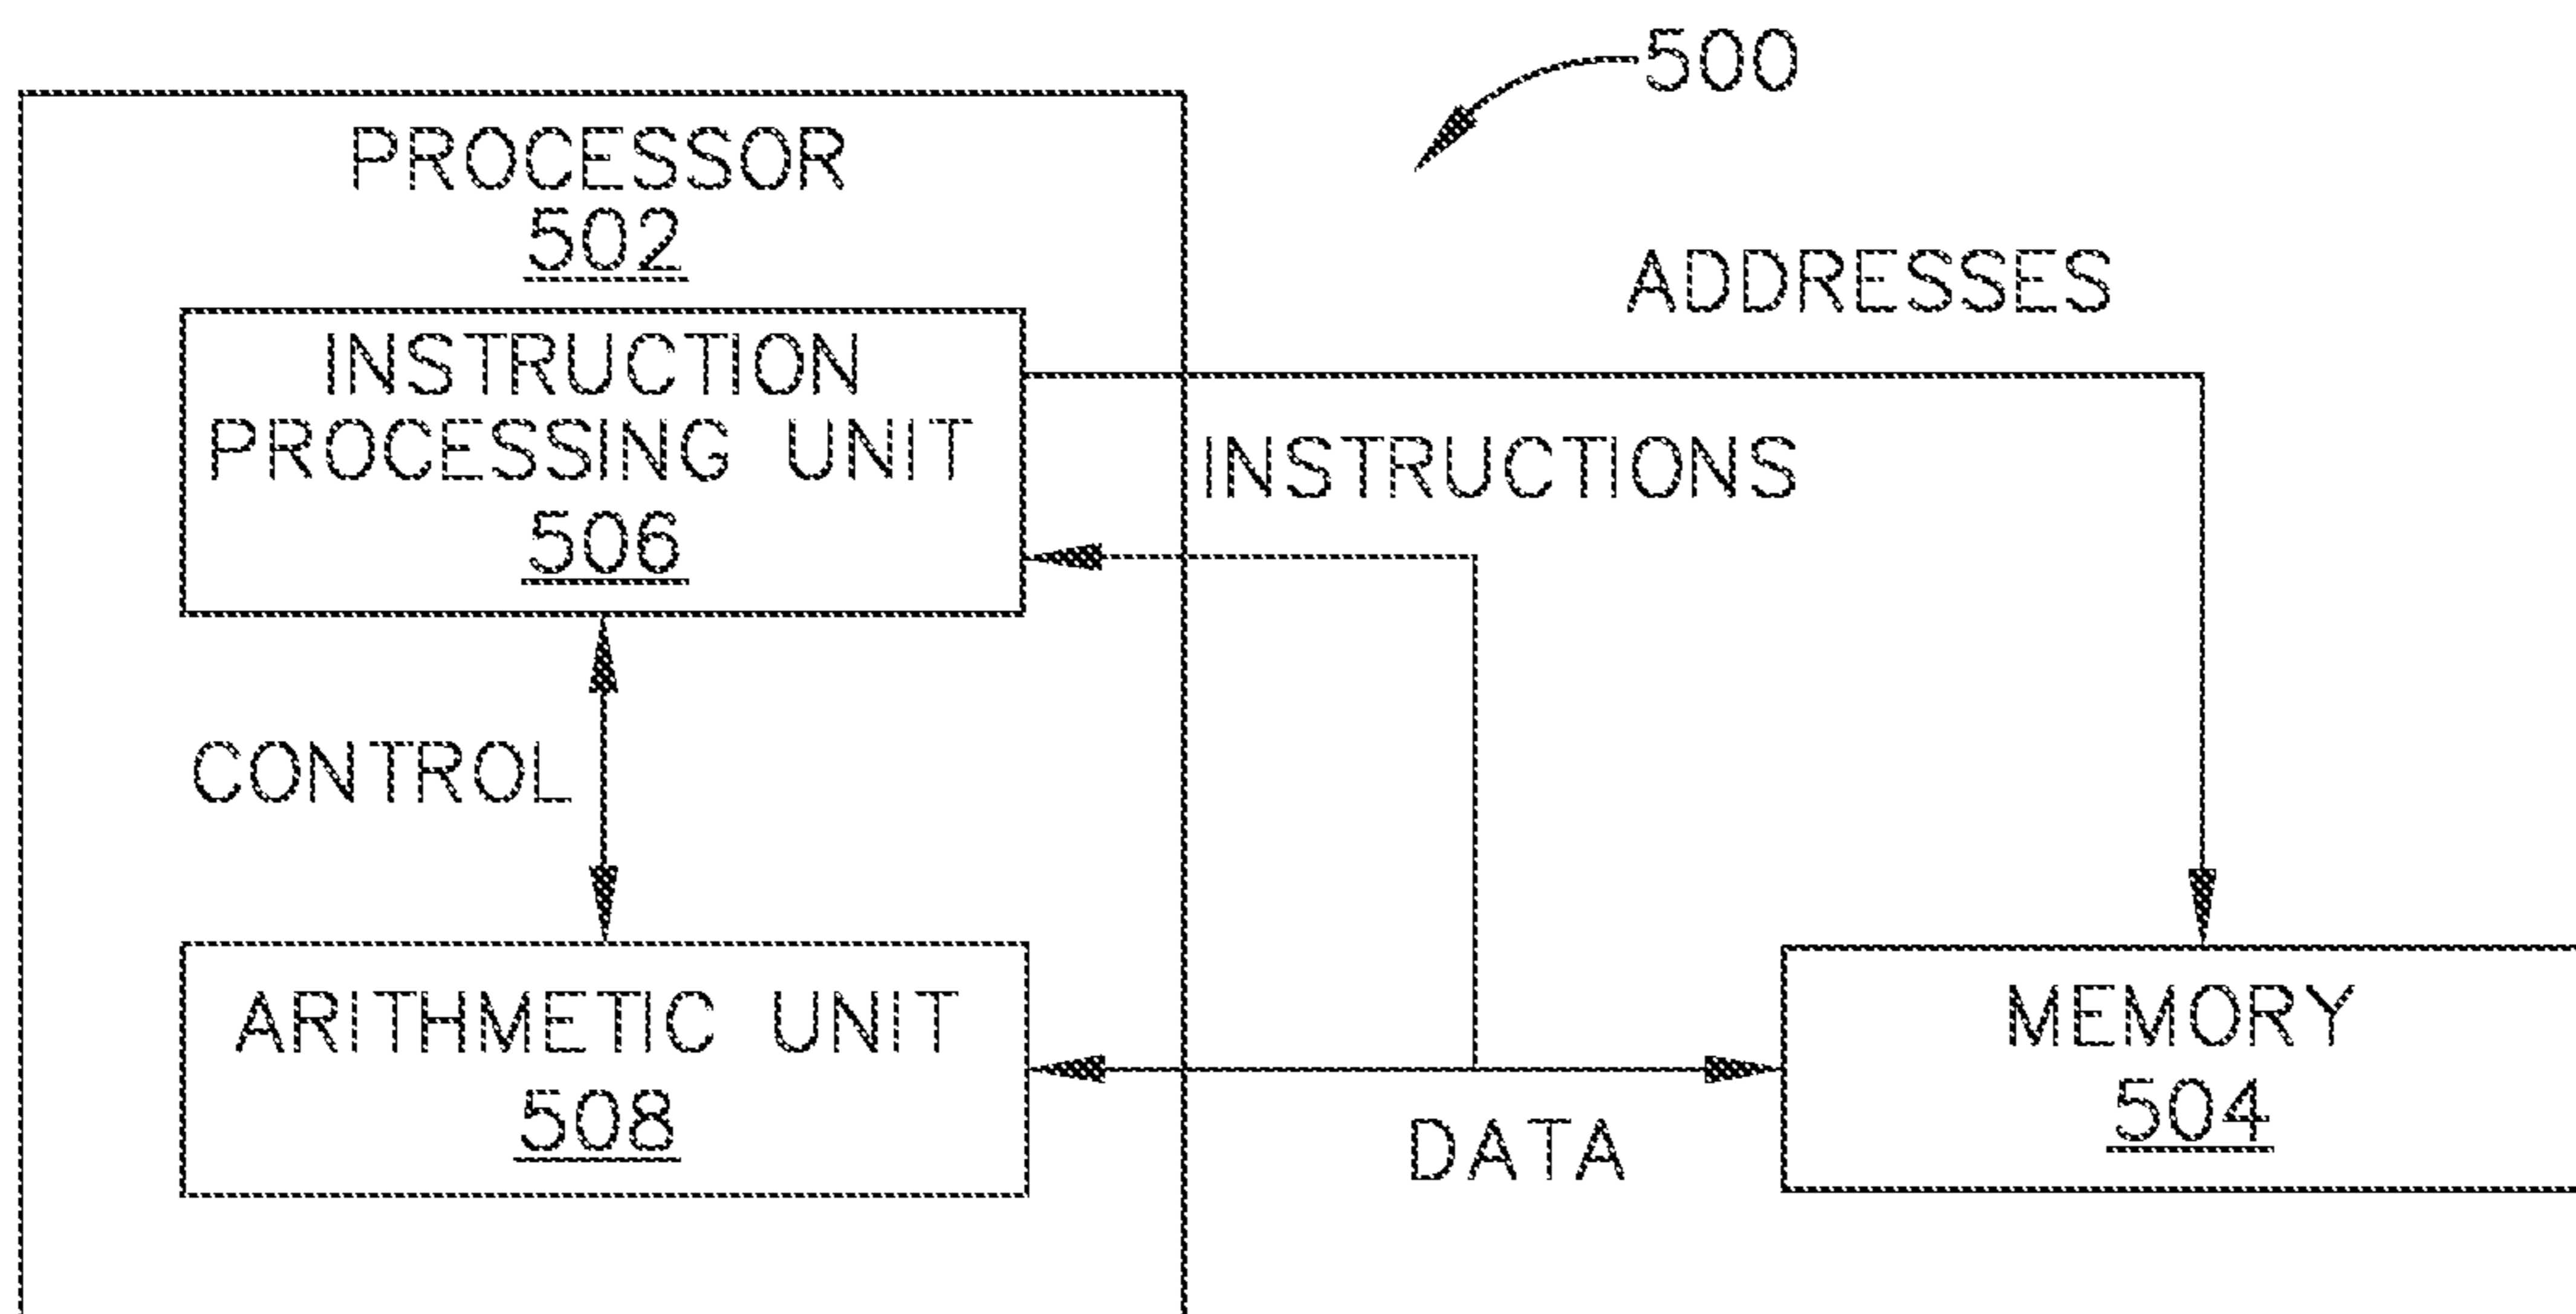 500
PROCESSOR
502
ADDRESSES
INSTRUCTION
PROCESSING UNIT
506
INSTRUCTIONS
CONTROL
ARITHMETIC UNIT
508
DATA
MEMORY
504